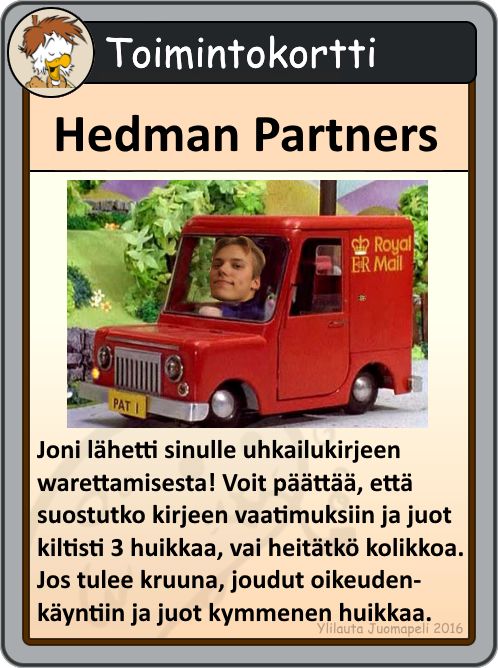 Toimintokortti
Hedman Partners
Royal
E R Mail
PAT 1
Joni lähetti sinulle uhkailukirjeen
warettamisesta! Voit päättää, että
suostutko kirjeen vaatimuksiin ja juot
kiltisti 3 huikkaa, vai heitätkö kolikkoa.
Jos tulee kruuna, joudut oikeuden-
käyntiin ja juot kymmenen huikkaa.
Ylilauta Juomapeli 2016